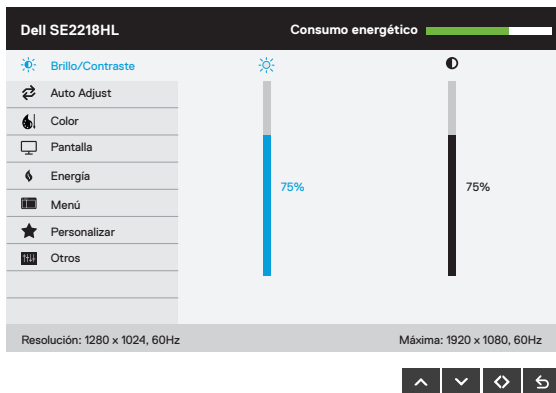 Dell SE2218HL
Consumo energético
Brillo/Contraste
Auto Adjust
Color
Pantalla
Energía
Menú
Personalizar
Otros
75%
75%
Resolución: 1280 x 1024, 60Hz
Máxima: 1920 x 1080, 60Hz